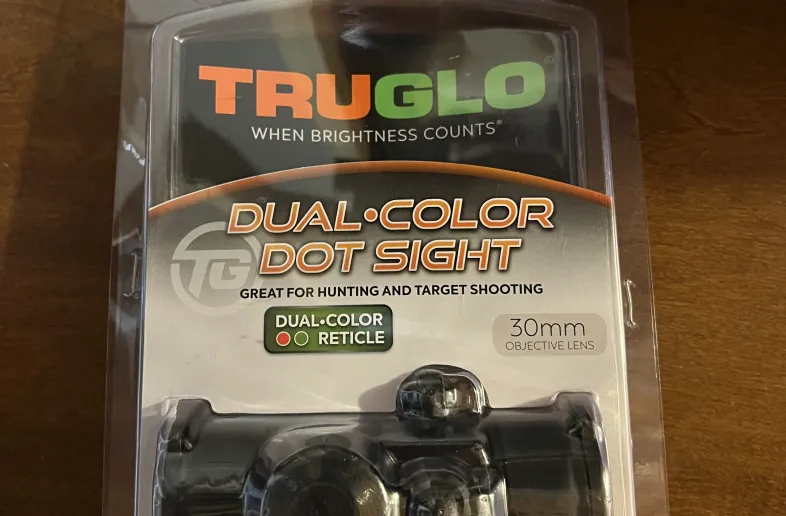 TRUGLO®
WHEN BRIGHTNESS COUNTS®
DUAL•COLOR
DOT SIGHT
TG
GREAT FOR HUNTING AND TARGET SHOOTING
DUAL•COLOR
RETICLE
30mm
OBJECTIVE LENS